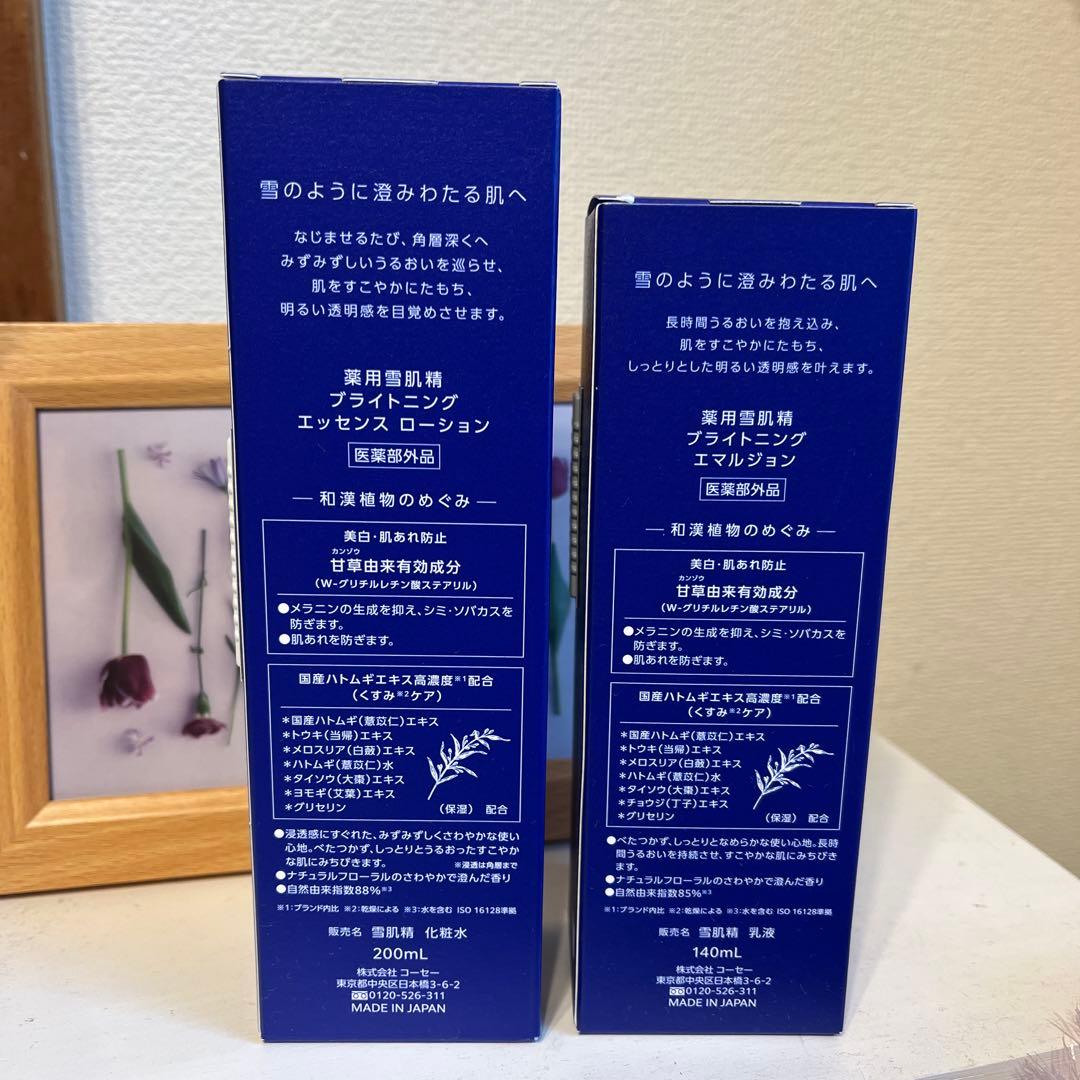 雪のように澄みわたる肌へ
なじませるたび、角層深くへ
みずみずしいうるおいを巡らせ、
肌をすこやかにたもち、
明るい透明感を目覚めさせます。
薬用雪肌精
ブライトニング
エッセンス ローション
医薬部外品
和漢植物のめぐみ
美白・肌あれ防止
カンゾウ
甘草由来有効成分
(W-グリチルレチン酸ステアリル)
●メラニンの生成を抑え、シミ・ソバカスを
防ぎます。
●肌あれを防ぎます。
国産ハトムギエキス高濃度※1配合
(くすみ※2ケア)
＊国産ハトムギ(薏苡仁)エキス
＊トウキ(当帰)エキス
＊メロスリア(白蘞)エキス
＊ハトムギ(薏苡仁)水
＊タイソウ(大棗)エキス
＊ヨモギ(艾葉)エキス
＊グリセリン (保湿) 配合
●浸透感にすぐれた、みずみずしくさわやかな使い
心地。べたつかず、しっとりとうるおったすこやか
な肌にみちびきます。 ※浸透は角層まで
●ナチュラルフローラルのさわやかで澄んだ香り
●自然由来指数88%※3
※1:ブランド内比 ※2:乾燥による ※3:水を含む ISO 16128準拠
販売名 雪肌精 化粧水
200mL
株式会社 コーセー
東京都中央区日本橋3-6-2
0120-526-311
MADE IN JAPAN
雪のように澄みわたる肌へ
長時間うるおいを抱え込み、
肌をすこやかにたもち、
しっとりとした明るい透明感を叶えます。
薬用雪肌精
ブライトニング
エマルジョン
医薬部外品
和漢植物のめぐみ
美白・肌あれ防止
カンゾウ
甘草由来有効成分
(W-グリチルレチン酸ステアリル)
●メラニンの生成を抑え、シミ・ソバカスを
防ぎます。
●肌あれを防ぎます。
国産ハトムギエキス高濃度※1配合
(くすみ※2ケア)
＊国産ハトムギ(薏苡仁)エキス
＊トウキ(当帰)エキス
＊メロスリア(白蘞)エキス
＊ハトムギ(薏苡仁)水
＊タイソウ(大棗)エキス
＊チョウジ(丁子)エキス
＊グリセリン (保湿) 配合
●べたつかず、しっとりとなめらかな使い心地。長時
間うるおいを持続させ、すこやかな肌にみちびき
ます。
●ナチュラルフローラルのさわやかで澄んだ香り
●自然由来指数85%※3
※1:ブランド内比 ※2:乾燥による ※3:水を含む ISO 16128準拠
販売名 雪肌精 乳液
140mL
株式会社 コーセー
東京都中央区日本橋3-6-2
0120-526-311
MADE IN JAPAN